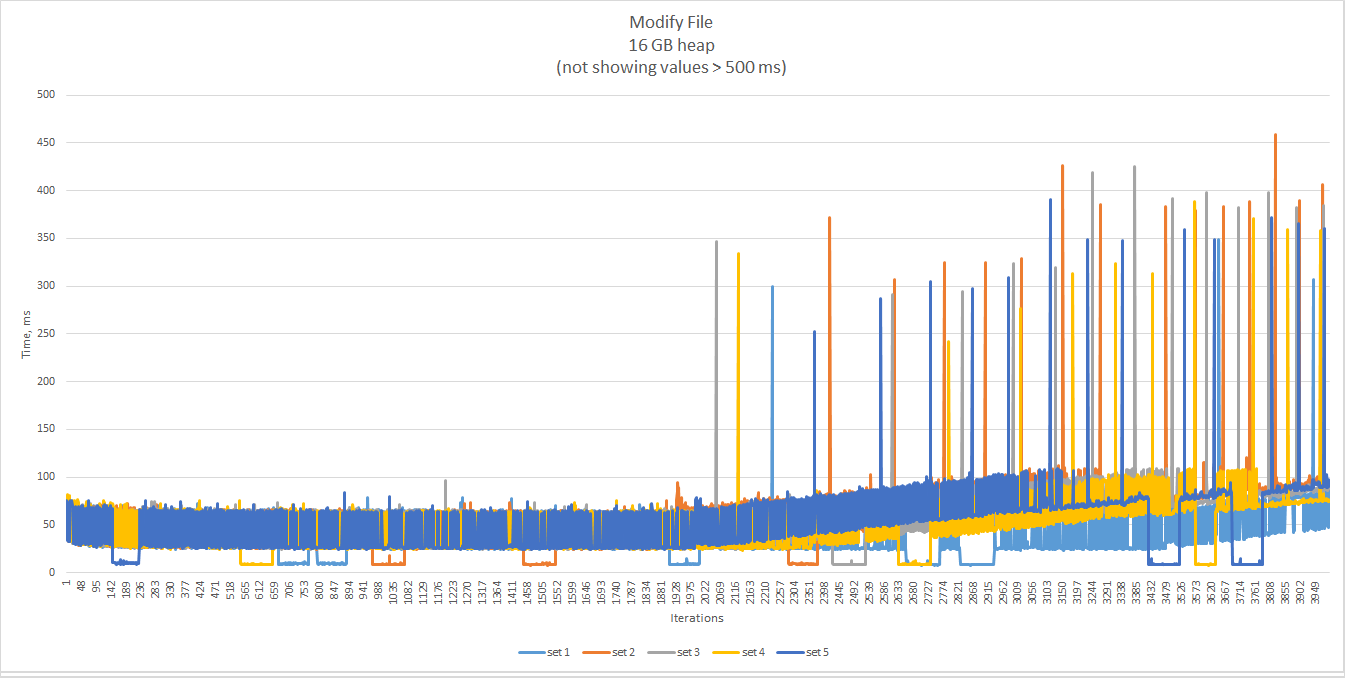 Modify File
16 GB heap
(not showing values > 500 ms)
500
450
400
350
300
250
200
150
100
50
0
Time, ms
1 48 95 142 189 236 283 330 377 424 471 518 565 612 659 706 753 800 847 894 941 988 1035 1082 1129 1176 1223 1270 1317 1364 1411 1458 1505 1552 1599 1646 1693 1740 1787 1834 1881 1928 1975 2022 2069 2116 2163 2210 2257 2304 2351 2398 2445 2492 2539 2586 2633 2680 2727 2774 2821 2868 2915 2962 3009 3056 3103 3150 3197 3244 3291 3338 3385 3432 3479 3526 3573 3620 3667 3714 3761 3808 3855 3902 3949
Iterations
set 1 set 2 set 3 set 4 set 5